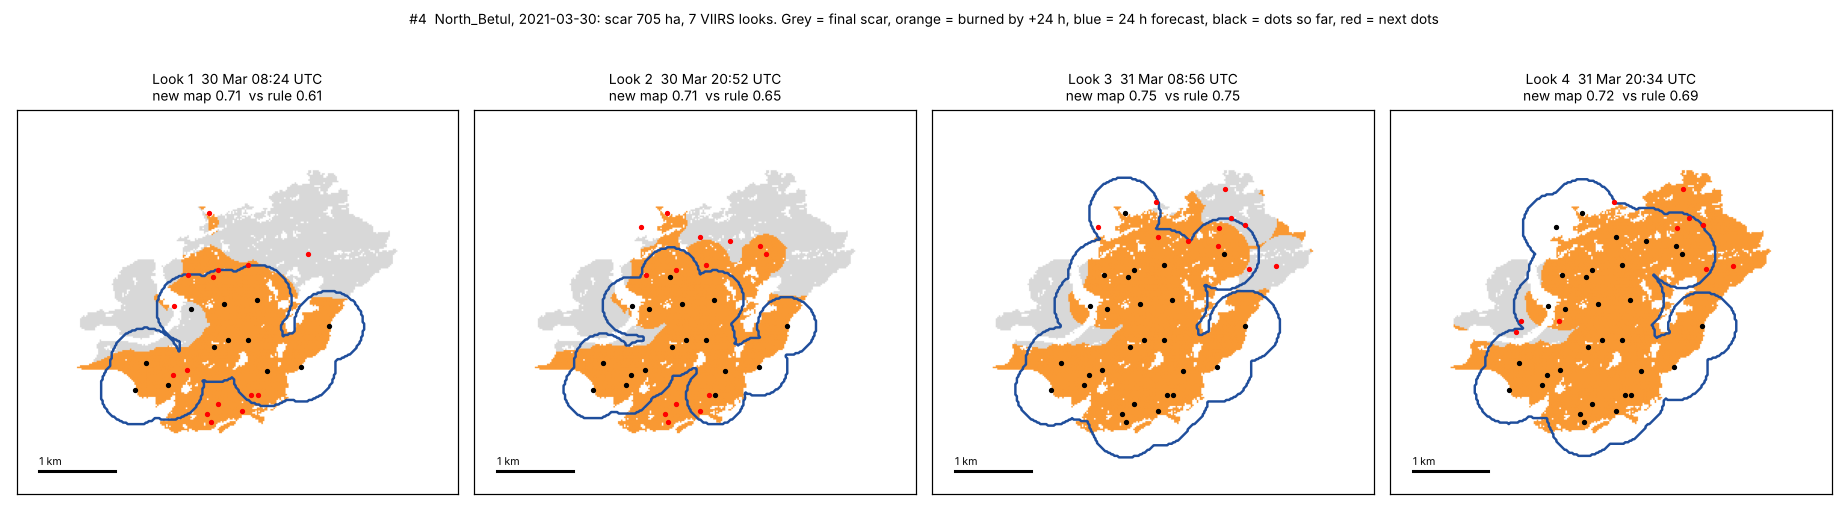 #4  North_Betul, 2021-03-30: scar 705 ha, 7 VIIRS looks. Grey = final scar, orange = burned by +24 h, blue = 24 h forecast, black = dots so far, red = next dots
Look 1  30 Mar 08:24 UTC
new map 0.71  vs rule 0.61
Look 2  30 Mar 20:52 UTC
new map 0.71  vs rule 0.65
Look 3  31 Mar 08:56 UTC
new map 0.75  vs rule 0.75
Look 4  31 Mar 20:34 UTC
new map 0.72  vs rule 0.69
1 km
1 km
1 km
1 km